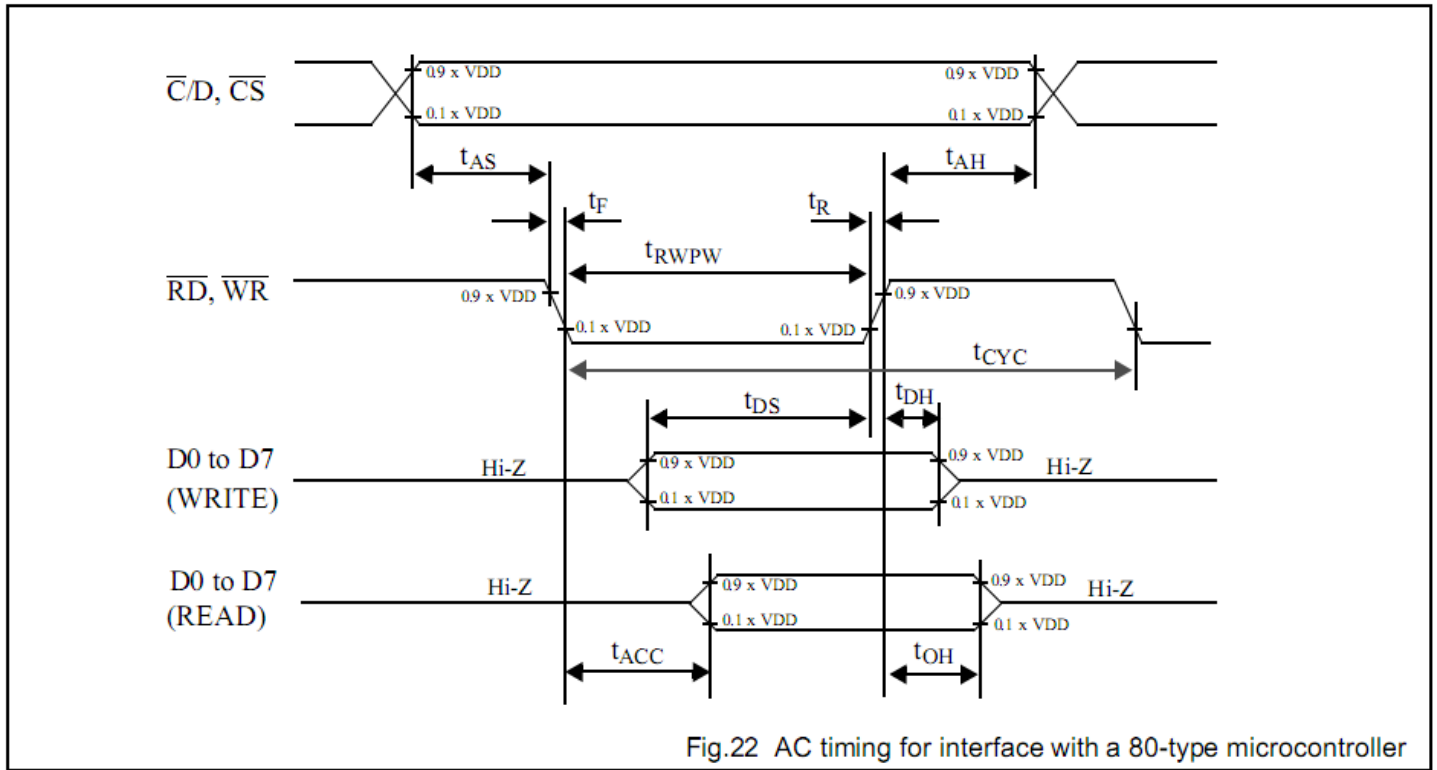 C̅/D, C̅S̅
0.9 x VDD
0.9 x VDD
0.1 x VDD
0.1 x VDD
tAS
tAH
tF
tR
tRWPW
R̅D̅, W̅R̅
0.9 x VDD
0.9 x VDD
0.1 x VDD
0.1 x VDD
tCYC
tDS
tDH
D0 to D7
(WRITE)
Hi-Z
0.9 x VDD
0.9 x VDD
Hi-Z
0.1 x VDD
0.1 x VDD
D0 to D7
(READ)
Hi-Z
0.9 x VDD
0.9 x VDD
Hi-Z
0.1 x VDD
0.1 x VDD
tACC
tOH
Fig.22 AC timing for interface with a 80-type microcontroller